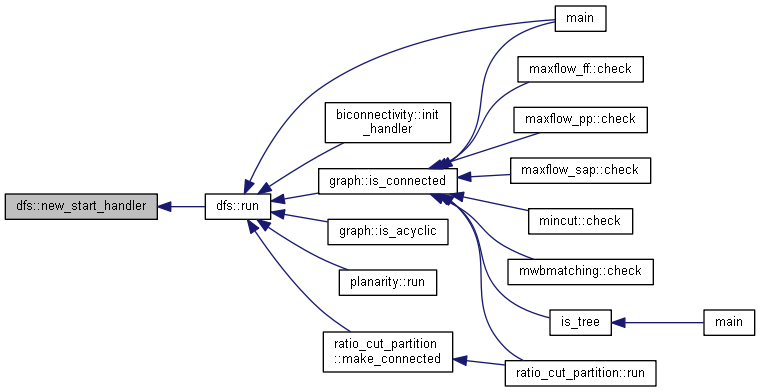 main
maxflow_ff::check
biconnectivity::init
_handler
maxflow_pp::check
maxflow_sap::check
graph::is_connected
dfs::new_start_handler
dfs::run
mincut::check
graph::is_acyclic
mwbmatching::check
planarity::run
is_tree
main
ratio_cut_partition
::make_connected
ratio_cut_partition::run